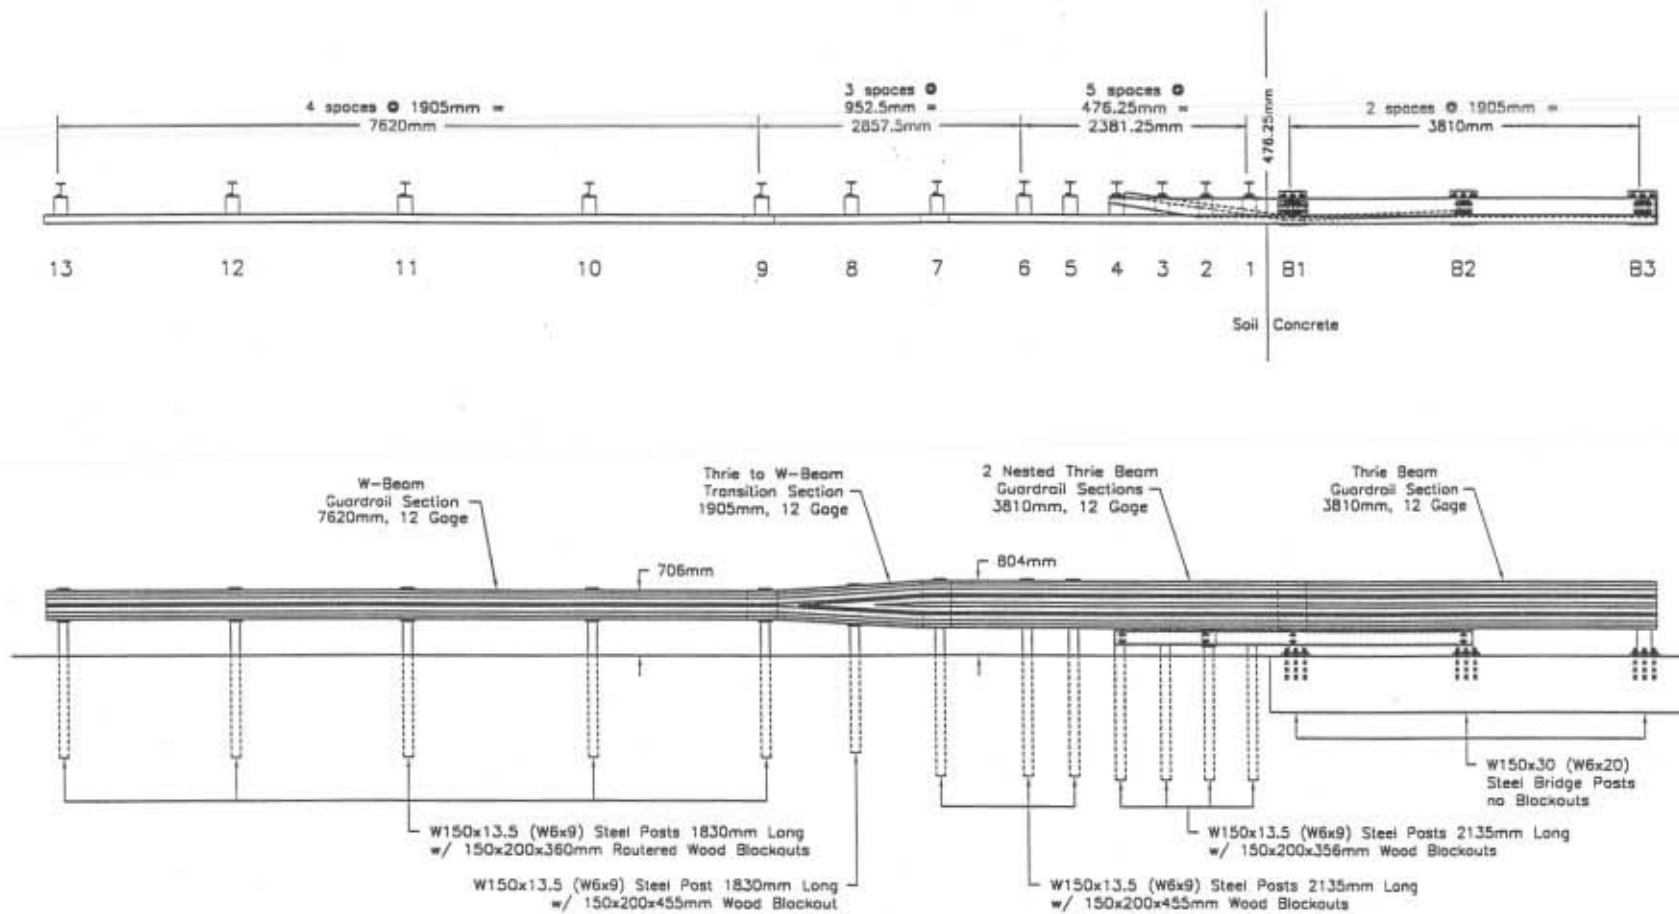 4 spaces @ 1905mm =
7620mm
3 spaces @
952.5mm =
2857.5mm
5 spaces @
476.25mm =
2381.25mm
476.25mm
2 spaces @ 1905mm =
3810mm
13 12 11 10 9 8 7 6 5 4 3 2 1 B1 B2 B3
Soil Concrete
W-Beam
Guardrail Section
7620mm, 12 Gage
Thrie to W-Beam
Transition Section
1905mm, 12 Gage
2 Nested Thrie Beam
Guardrail Sections
3810mm, 12 Gage
Thrie Beam
Guardrail Section
3810mm, 12 Gage
706mm
804mm
W150x30 (W6x20)
Steel Bridge Posts
no Blockouts
W150x13.5 (W6x9) Steel Posts 1830mm Long
w/ 150x200x360mm Routered Wood Blockouts
W150x13.5 (W6x9) Steel Posts 2135mm Long
w/ 150x200x356mm Wood Blockouts
W150x13.5 (W6x9) Steel Post 1830mm Long
w/ 150x200x455mm Wood Blockout
W150x13.5 (W6x9) Steel Posts 2135mm Long
w/ 150x200x455mm Wood Blockouts